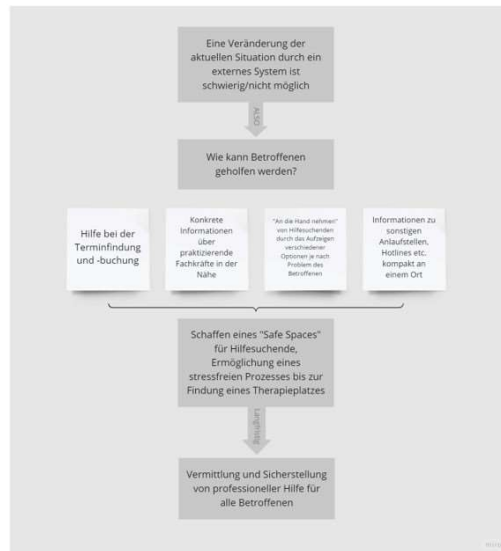 Eine Veränderung der
aktuellen Situation durch ein
externes System ist
schwierig/nicht möglich
ALSO
Wie kann Betroffenen
geholfen werden?
Hilfe bei der
Terminfindung
und -buchung
Konkrete
Informationen
über
praktizierende
Fachkräfte in der
Nähe
"An die Hand nehmen"
von Hilfesuchenden
durch das Aufzeigen
verschiedener
Optionen je nach
Problem des
Betroffenen
Informationen zu
sonstigen
Anlaufstellen,
Hotlines etc.
kompakt an
einem Ort
Schaffen eines "Safe Spaces"
für Hilfesuchende,
Ermöglichung eines
stressfreien Prozesses bis zur
Findung eines Therapieplatzes
Langfristig
Vermittlung und Sicherstellung
von professioneller Hilfe für
alle Betroffenen
miro